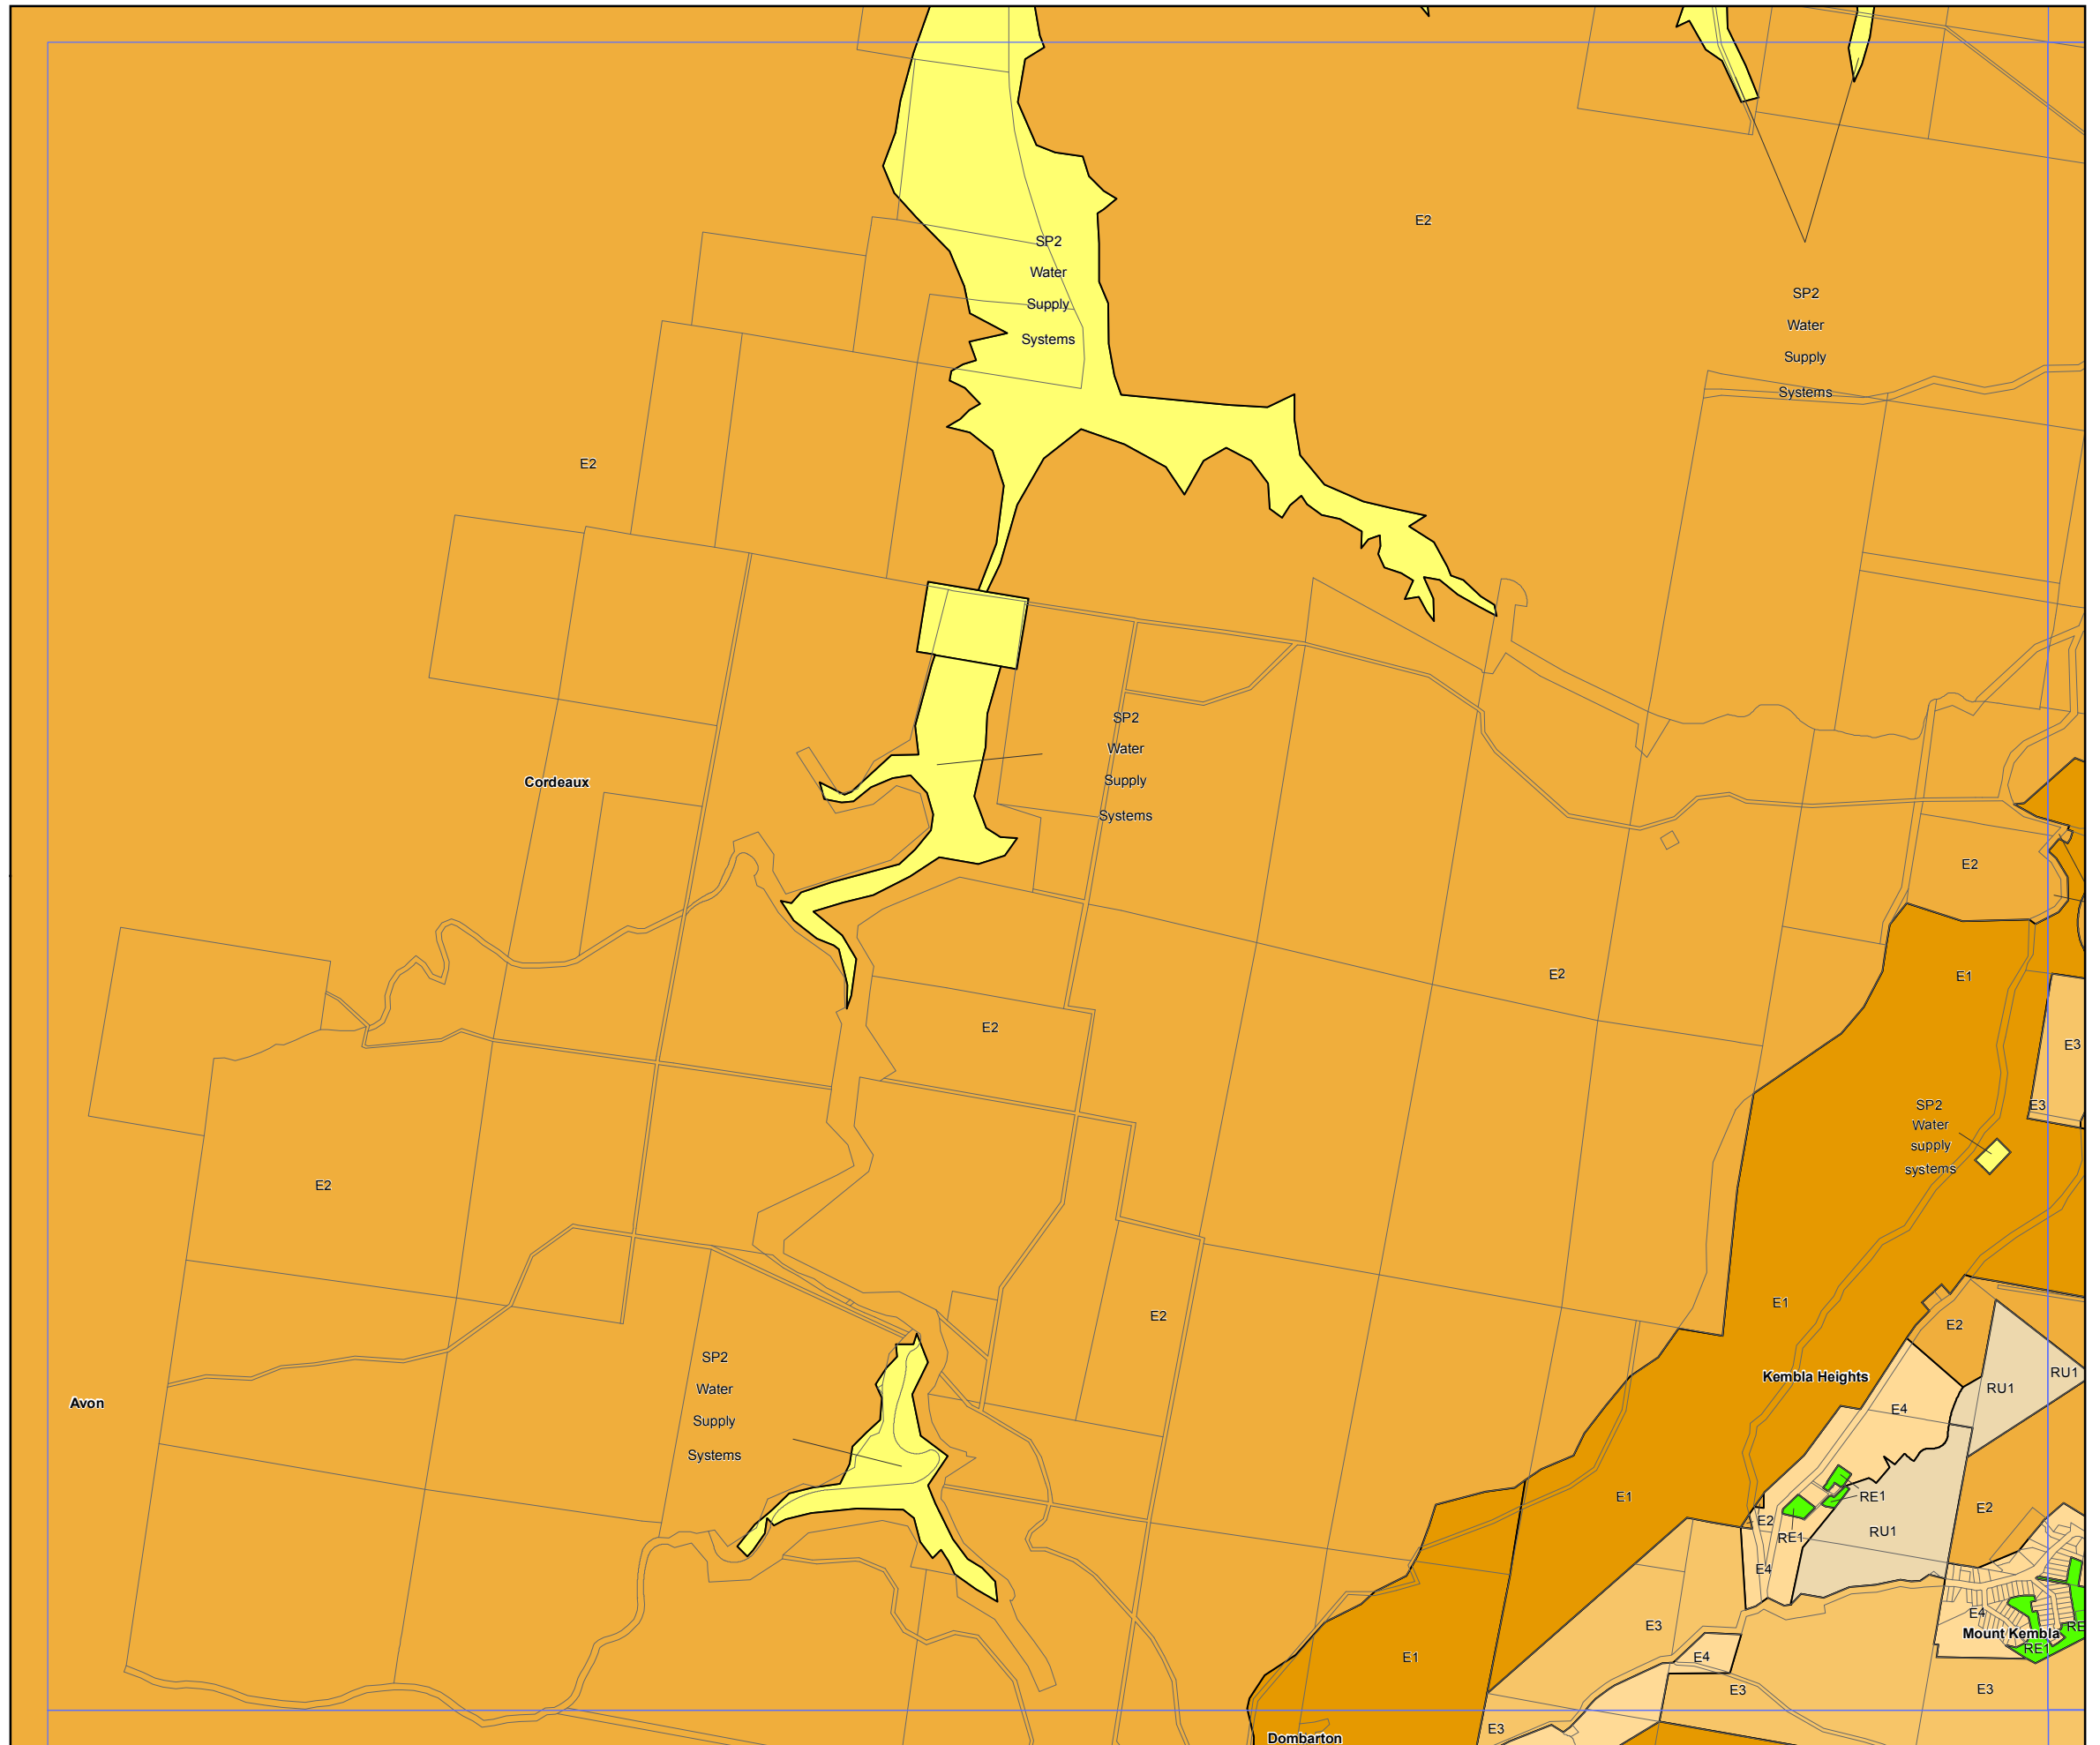 E2
SP2
Water
Supply
Systems
SP2
Water
Supply
Systems
E2
SP2
Water
Supply
Systems
Cordeaux
E2
E2
E1
E2
E3
SP2
Water
supply
systems
E3
E2
E1
E2
E2
SP2
Water
Supply
Systems
Kembla Heights
RU1
RU1
Avon
E4
E1
RE1
E2
E2
RU1
RE1
E4
E3
E4
Mount Kembla
RE1
RE
E1
E4
E3
E3
E3
Dombarton